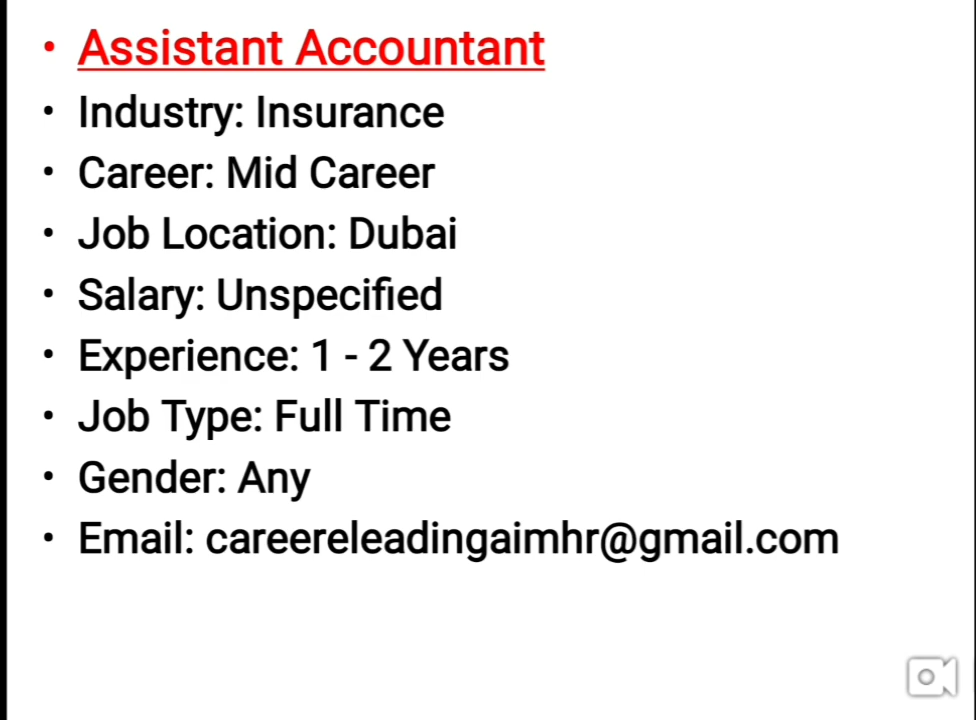 • Assistant Accountant
• Industry: Insurance
• Career: Mid Career
• Job Location: Dubai
• Salary: Unspecified
• Experience: 1 - 2 Years
• Job Type: Full Time
• Gender: Any
• Email: careereleadingaimhr@gmail.com